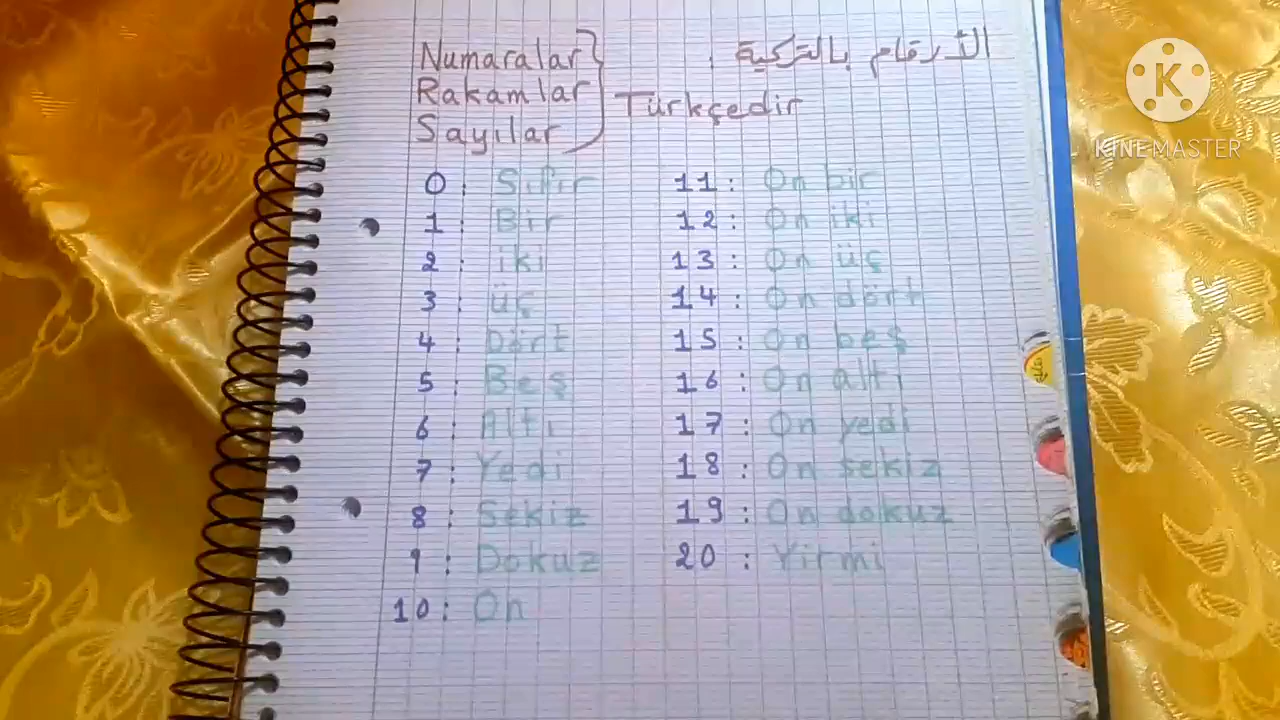 Numaralar
Rakamlar
Sayılar
Türkçedir
الأرقام بالتركية .
K
KINEMASTER
0 : Sıfır
1 : Bir
2 : iki
3 : üç
4 : Dört
5 : Beş
6 : Altı
7 : Yedi
8 : Sekiz
9 : Dokuz
10 : On
11 : On bir
12 : On iki
13 : On üç
14 : On dört
15 : On beş
16 : On altı
17 : On yedi
18 : On sekiz
19 : On dokuz
20 : Yirmi